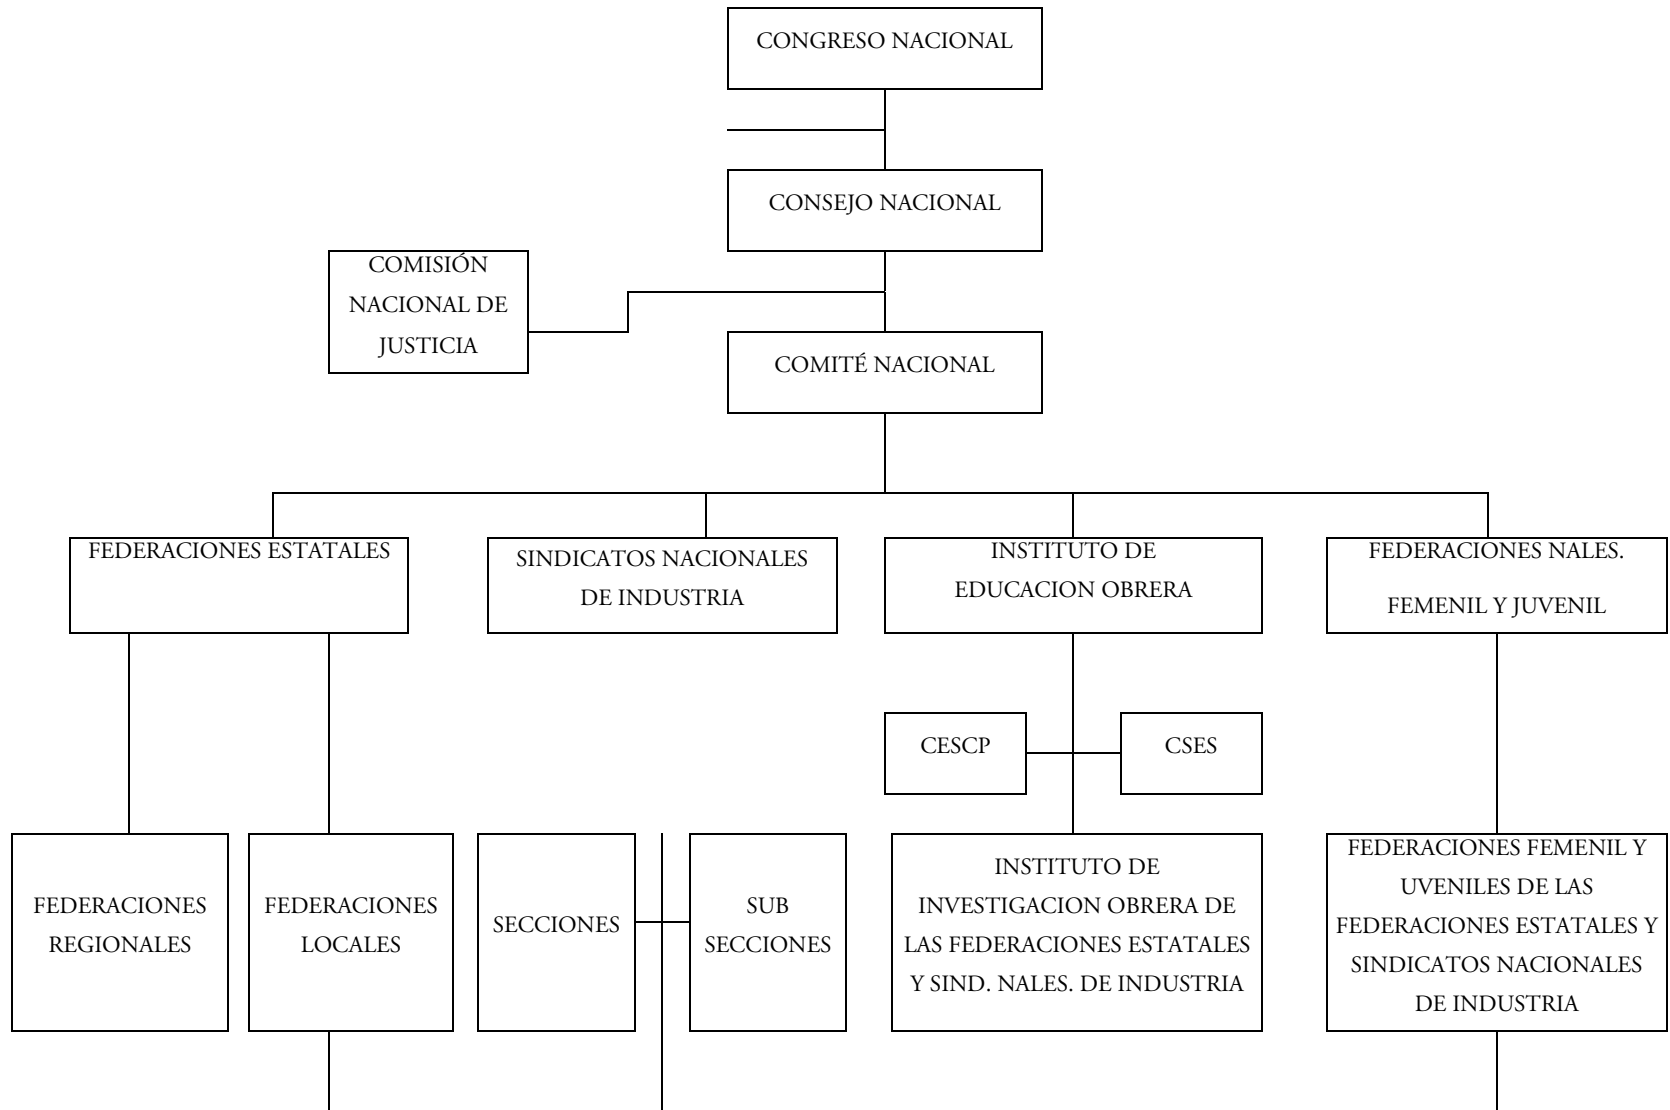 CONGRESO NACIONAL
CONSEJO NACIONAL
COMISIÓN
NACIONAL DE
JUSTICIA
COMITÉ NACIONAL
FEDERACIONES ESTATALES
SINDICATOS NACIONALES
DE INDUSTRIA
INSTITUTO DE
EDUCACION OBRERA
FEDERACIONES NALES.
FEMENIL Y JUVENIL
CESCP
CSES
FEDERACIONES
REGIONALES
FEDERACIONES
LOCALES
SECCIONES
SUB
SECCIONES
INSTITUTO DE
INVESTIGACION OBRERA DE
LAS FEDERACIONES ESTATALES
Y SIND. NALES. DE INDUSTRIA
FEDERACIONES FEMENIL Y
UVENILES DE LAS
FEDERACIONES ESTATALES Y
SINDICATOS NACIONALES
DE INDUSTRIA